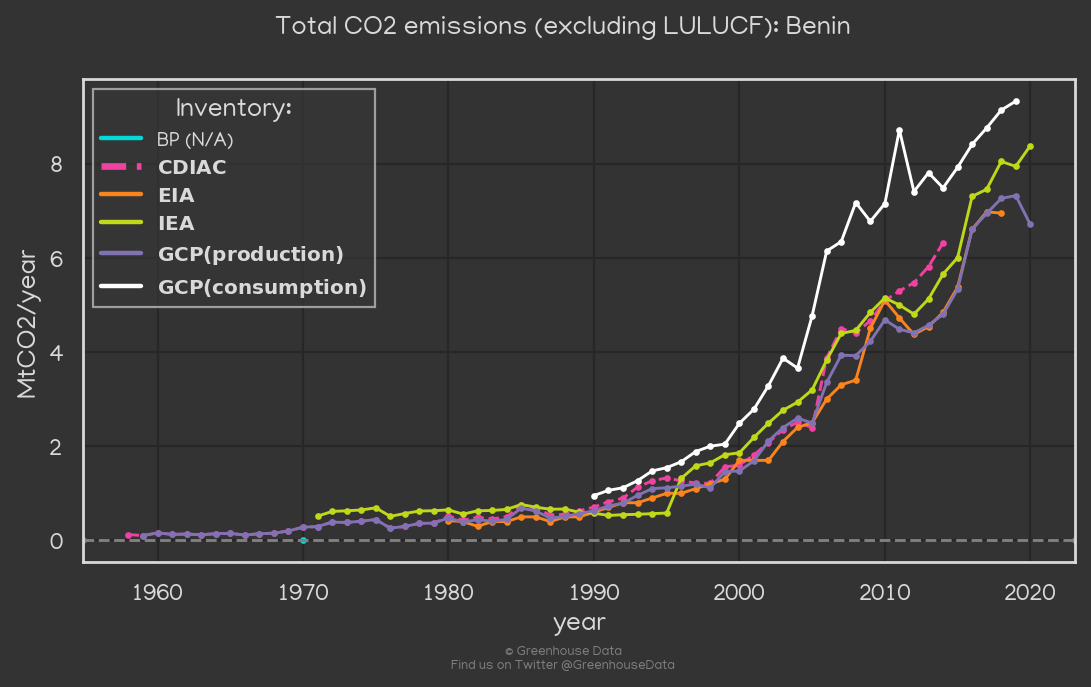 Total CO2 emissions (excluding LULUCF): Benin
Inventory:
BP (N/A)
CDIAC
EIA
IEA
GCP(production)
GCP(consumption)
MtCO2/year
8
6
4
2
0
1960 1970 1980 1990 2000 2010 2020
year
© Greenhouse Data
Find us on Twitter @GreenhouseData